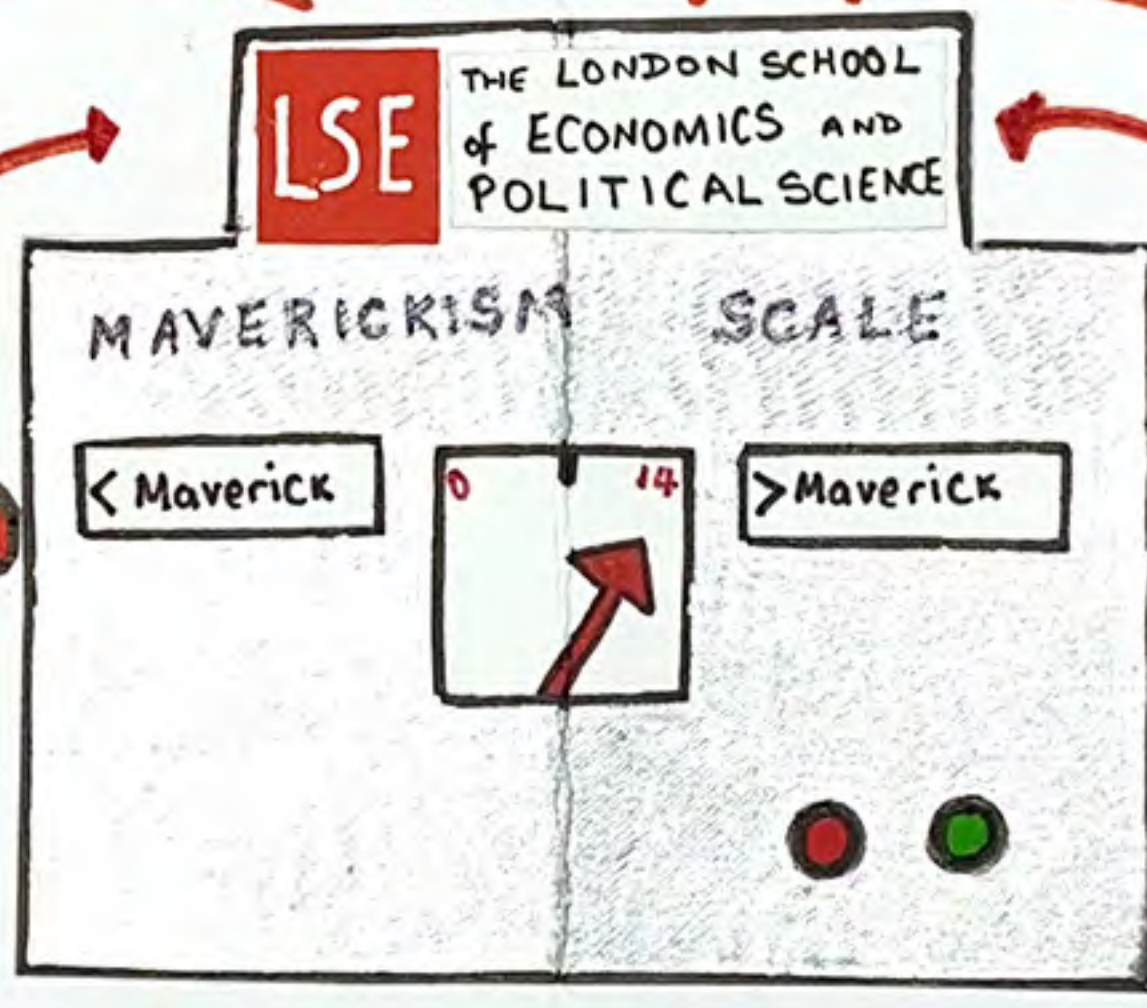 LSE
THE LONDON SCHOOL
of ECONOMICS AND
POLITICAL SCIENCE
MAVERICKISM SCALE
< Maverick
0 14
> Maverick